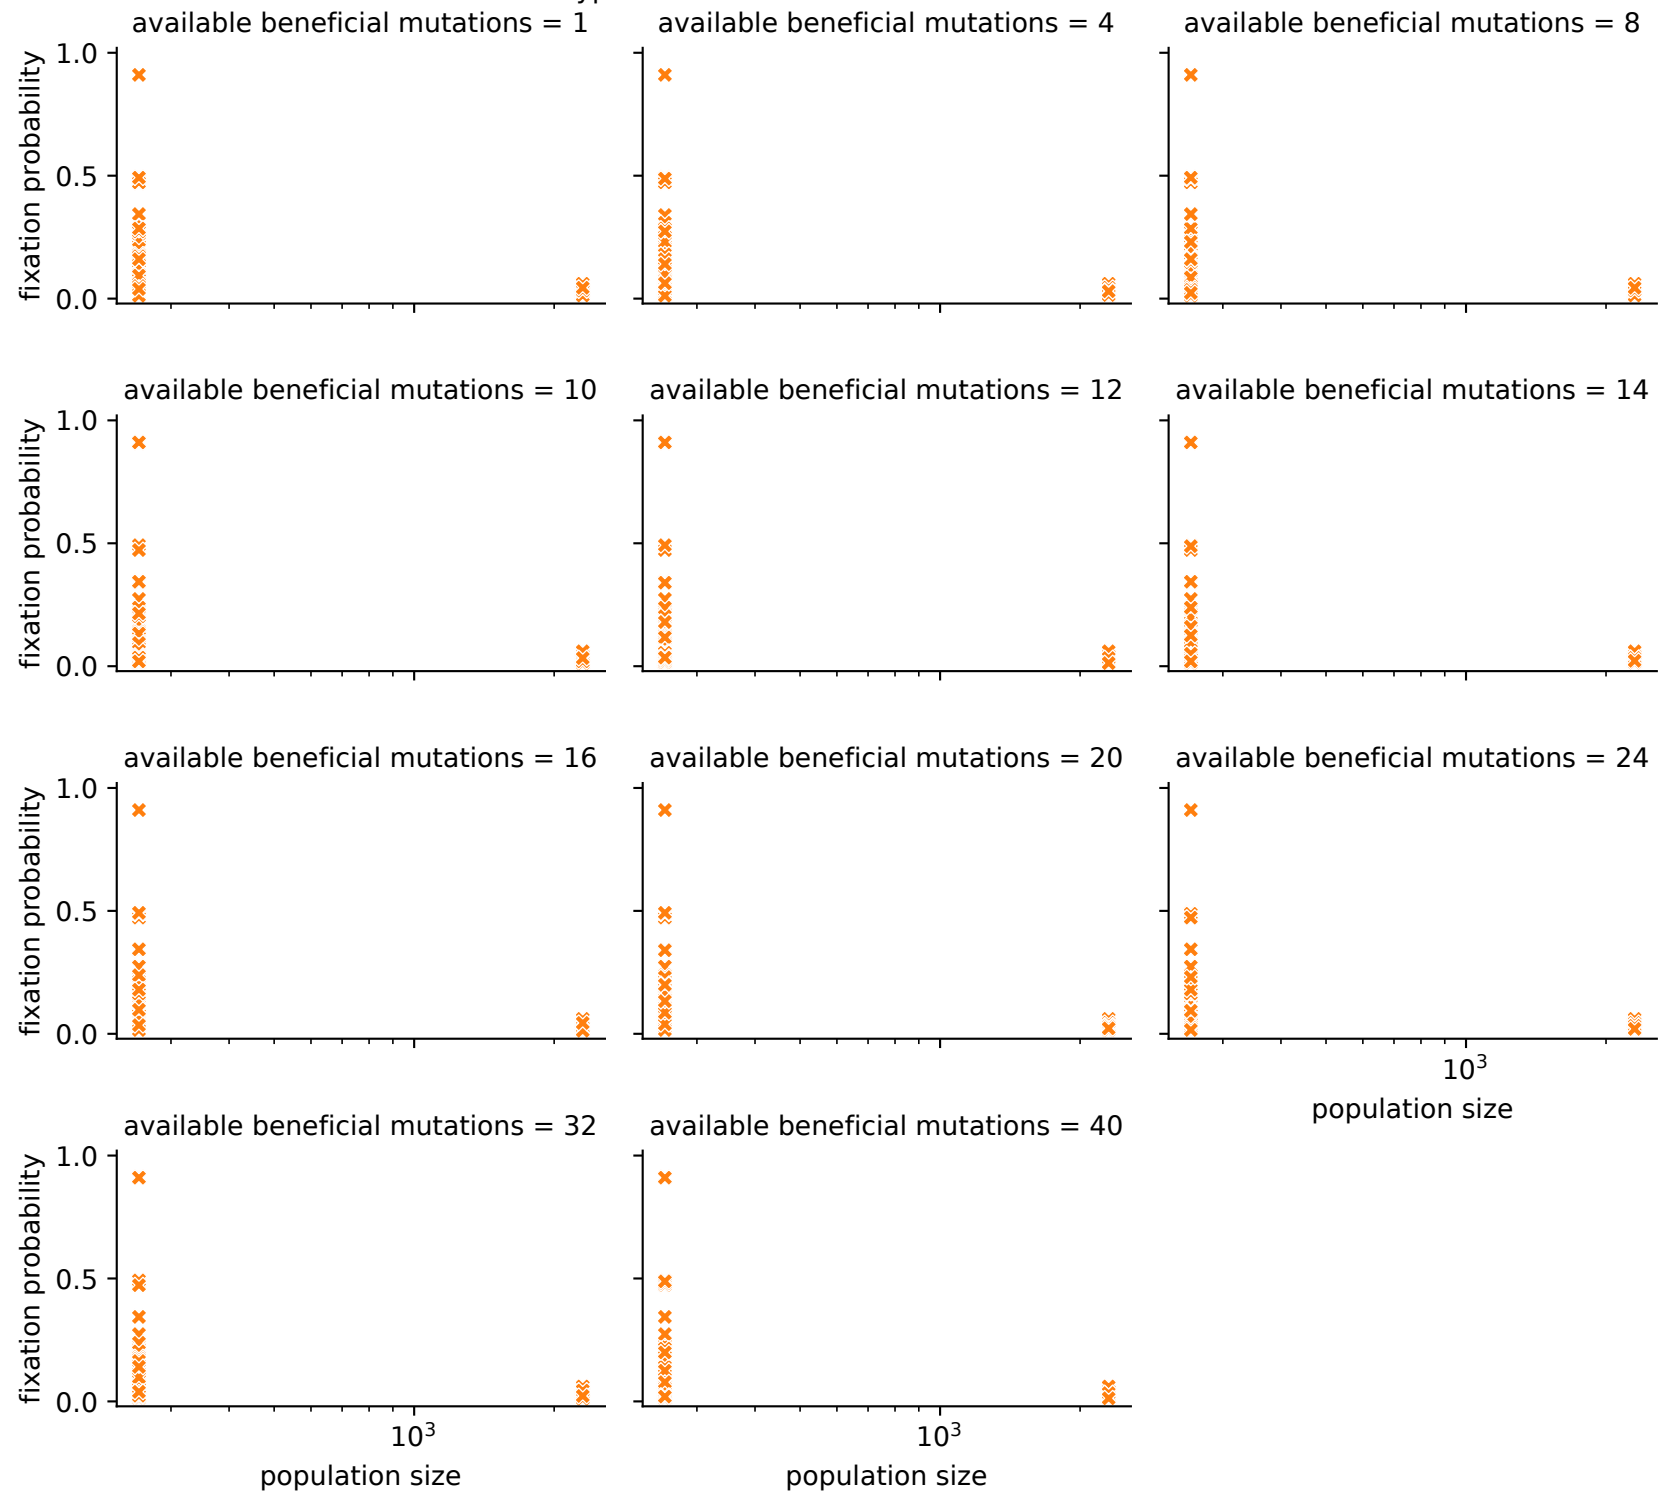 available beneficial mutations = 1
available beneficial mutations = 4
available beneficial mutations = 8
fixation probability
1.0
0.5
0.0
available beneficial mutations = 10
available beneficial mutations = 12
available beneficial mutations = 14
fixation probability
1.0
0.5
0.0
available beneficial mutations = 16
available beneficial mutations = 20
available beneficial mutations = 24
fixation probability
1.0
0.5
0.0
10³
population size
available beneficial mutations = 32
available beneficial mutations = 40
fixation probability
1.0
0.5
0.0
10³
10³
population size
population size